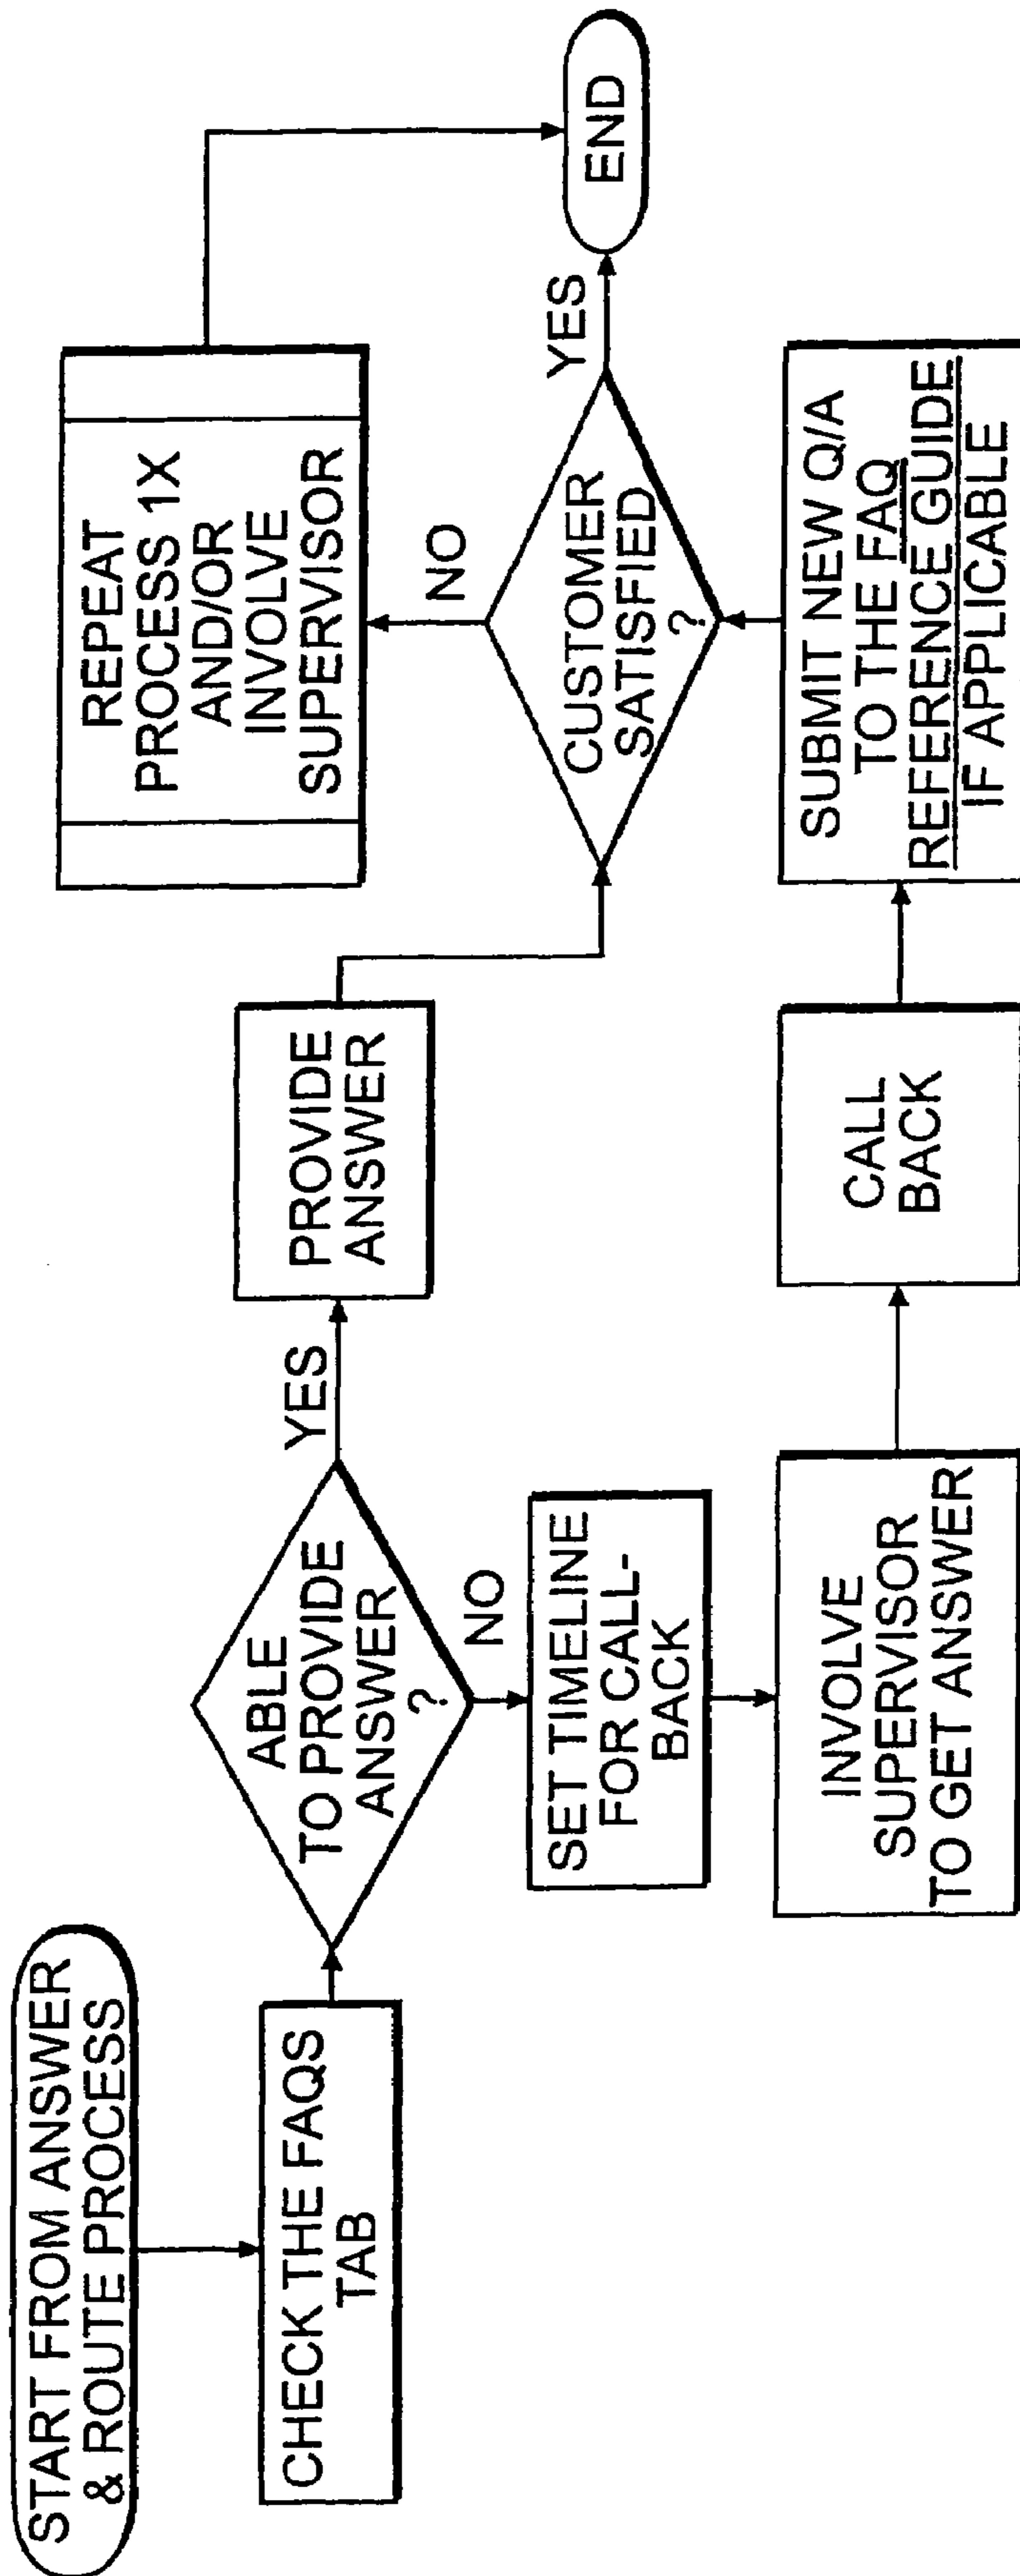 START FROM ANSWER
& ROUTE PROCESS
CHECK THE FAQS
TAB
ABLE
TO PROVIDE
ANSWER
?
YES
PROVIDE
ANSWER
NO
SET TIMELINE
FOR CALL-
BACK
INVOLVE
SUPERVISOR
TO GET ANSWER
CALL
BACK
SUBMIT NEW Q/A
TO THE FAQ
REFERENCE GUIDE
IF APPLICABLE
CUSTOMER
SATISFIED
?
NO
REPEAT
PROCESS 1X
AND/OR
INVOLVE
SUPERVISOR
YES
END